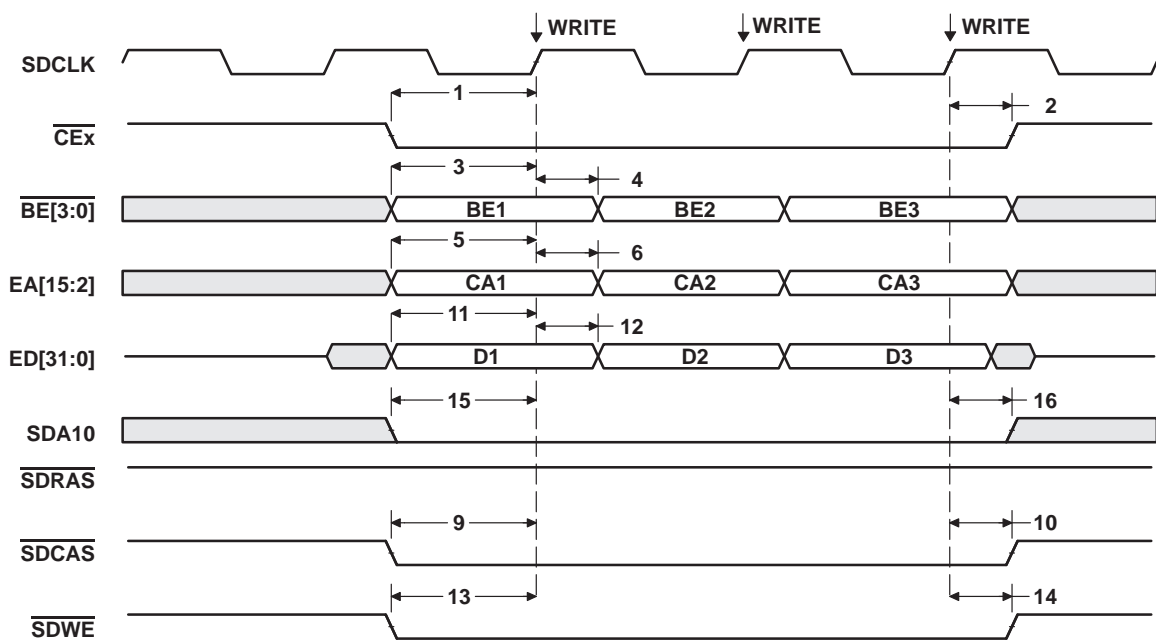 WRITE WRITE WRITE
SDCLK
1 2
CEx
3 4
BE[3:0] BE1 BE2 BE3
5 6
EA[15:2] CA1 CA2 CA3
11 12
ED[31:0] D1 D2 D3
15 16
SDA10
SDRAS
9 10
SDCAS
13 14
SDWE